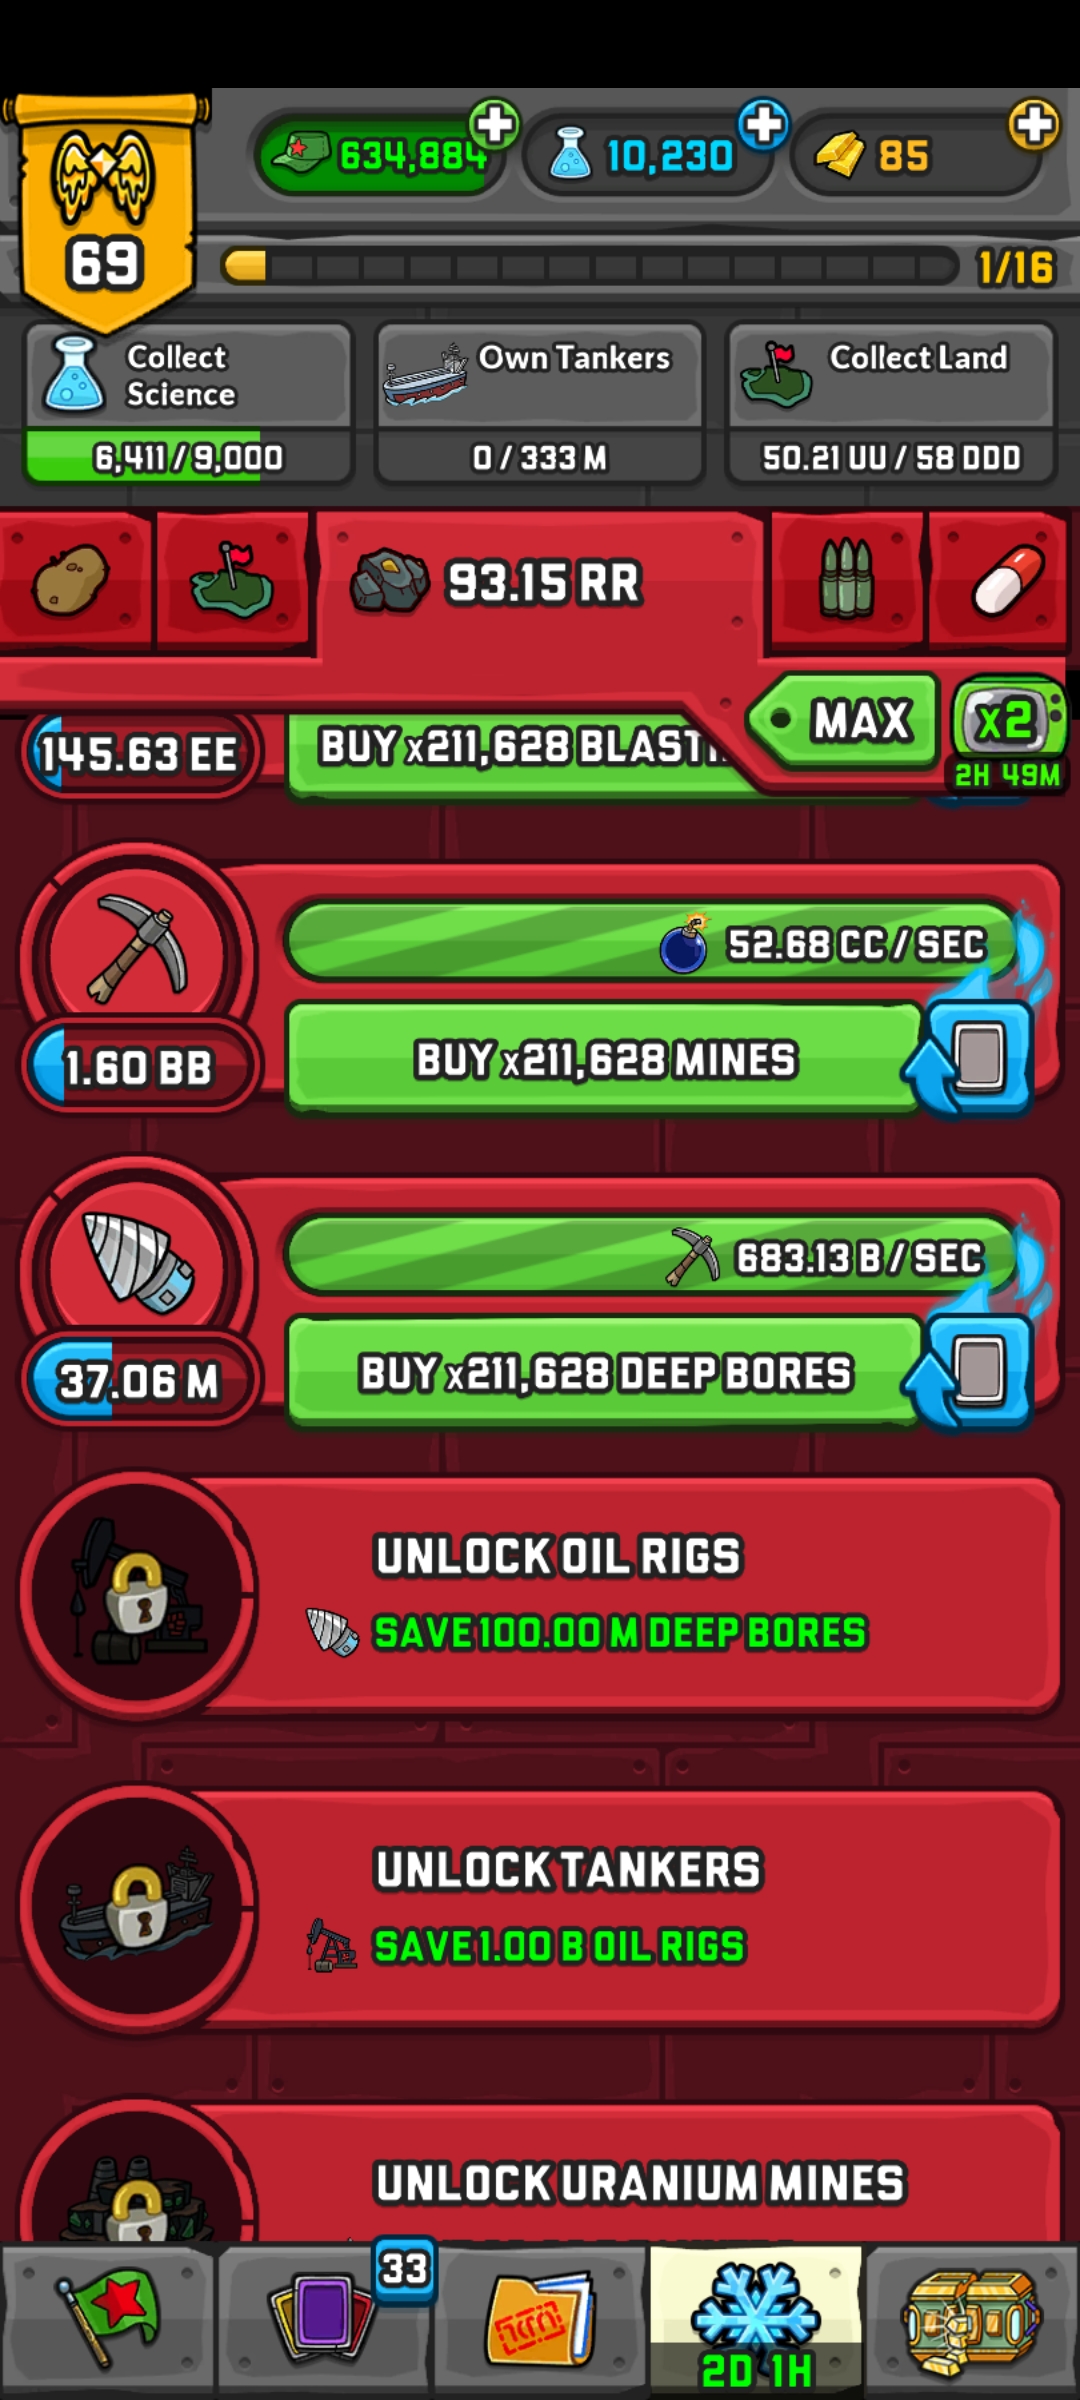 634,884
10,230
85
69
1/16
Collect
Science
6,411/9,000
Own Tankers
0/333 M
Collect Land
50.21 UU/58 DDD
93.15 RR
MAX
x2
2H 49M
145.63 EE
BUY x211,628 BLASTI
52.68 CC/SEC
1.60 BB
BUY x211,628 MINES
683.13 B/SEC
37.06 M
BUY x211,628 DEEP BORES
UNLOCK OIL RIGS
SAVE 100.00 M DEEP BORES
UNLOCK TANKERS
SAVE 1.00 B OIL RIGS
UNLOCK URANIUM MINES
33
2D 1H